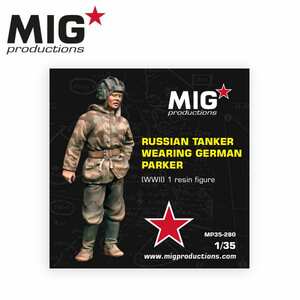 MIG
productions
MIG
productions
RUSSIAN TANKER
WEARING GERMAN
PARKER
(WWII) 1 resin figure
MP35-280
1/35
www.migproductions.com